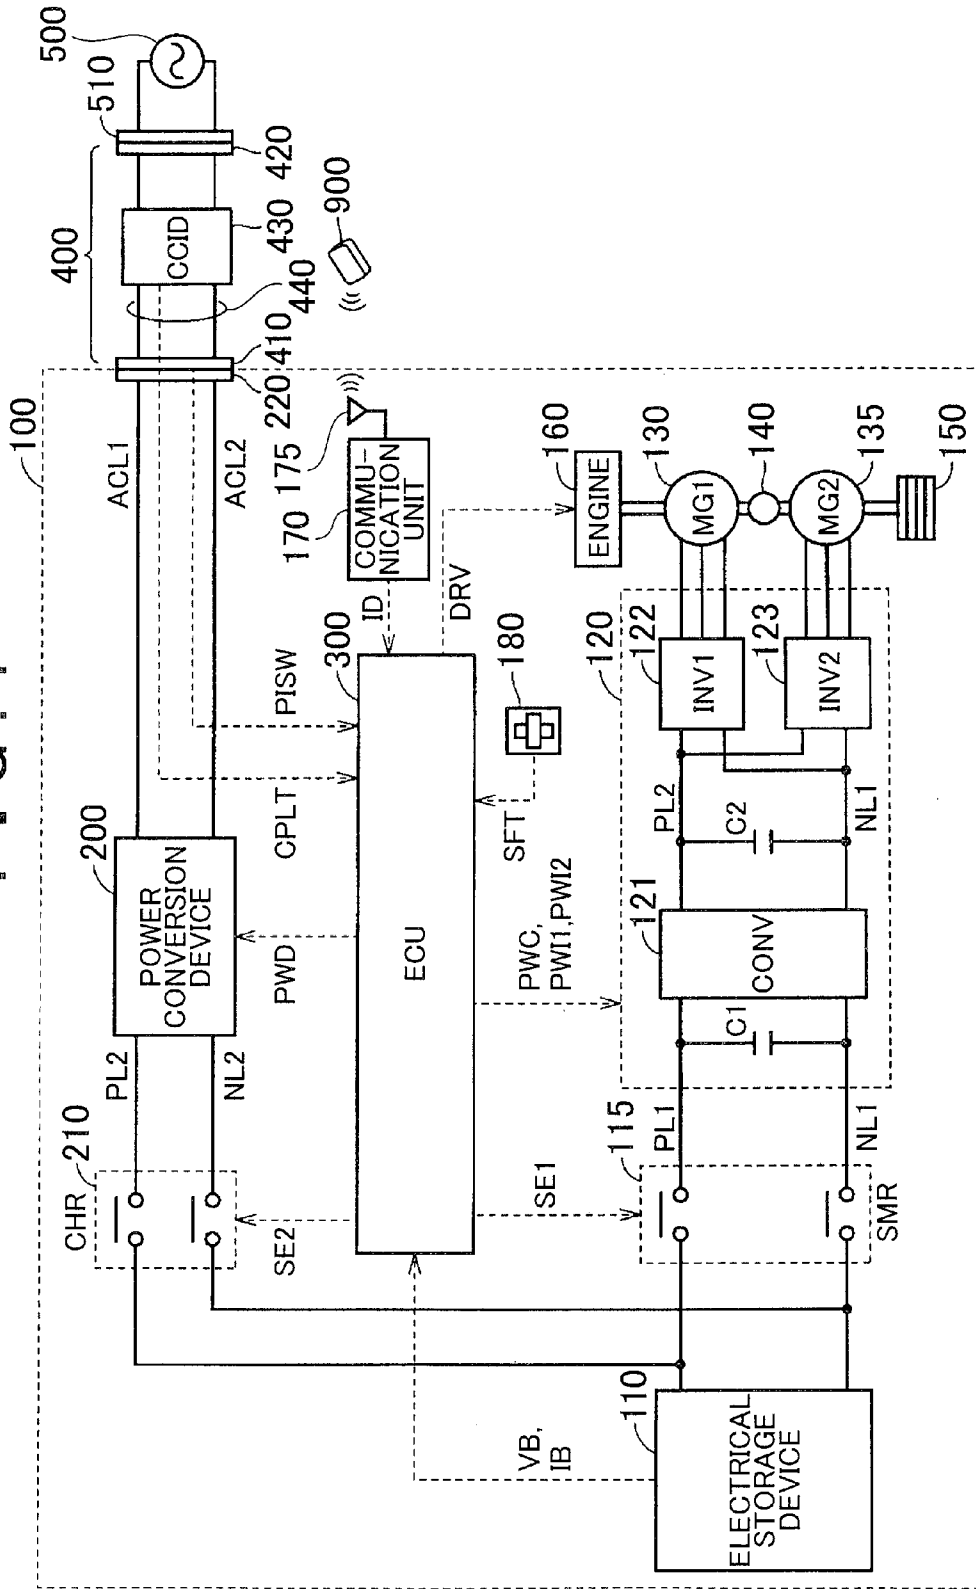 100
CHR
210
PL2
NL2
200
POWER
CONVERSION
DEVICE
ACL1
ACL2
220
410
400
440
CCID
430
420
510
500
900
SE2
PWD
CPLT
PISW
175
170
COMMU-
NICATION
UNIT
ID
300
ECU
DRV
VB,
IB
SE1
PWC,
PWI1,PWI2
SFT
180
160
ENGINE
110
ELECTRICAL
STORAGE
DEVICE
115
SMR
PL1
NL1
120
C1
121
CONV
PL2
C2
NL1
122
INV1
123
INV2
130
MG1
140
MG2
135
150